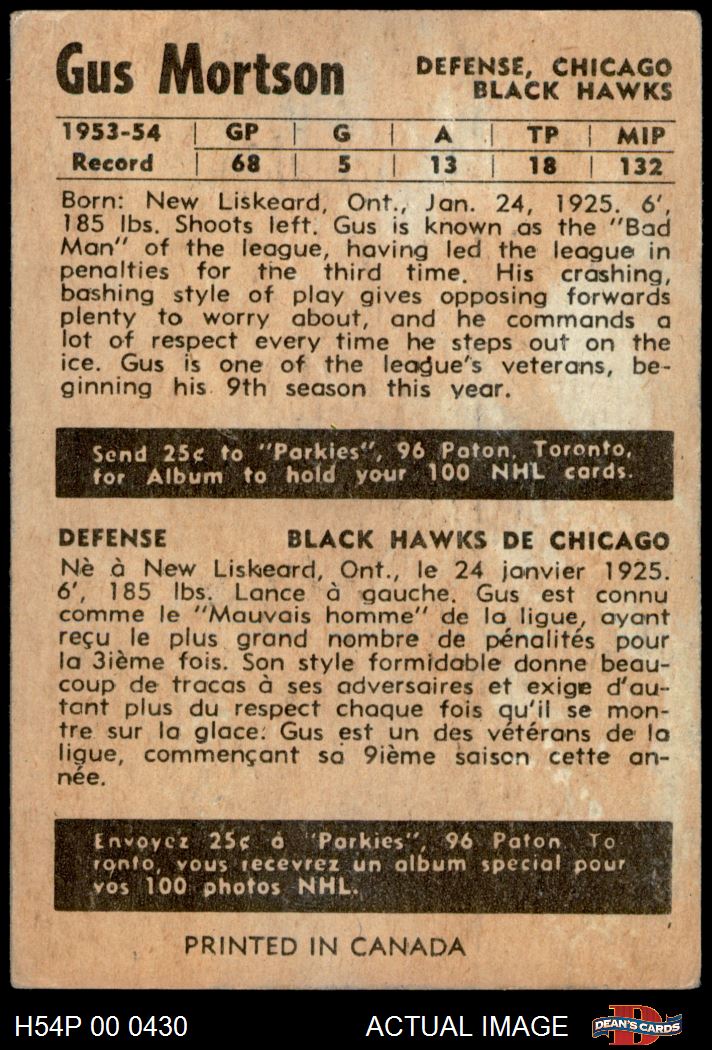 Gus Mortson
DEFENSE, CHICAGO
BLACK HAWKS
1953-54 | GP | G | A | TP | MIP
Record | 68 | 5 | 13 | 18 | 132
Born: New Liskeard, Ont., Jan. 24, 1925. 6',
185 lbs. Shoots left. Gus is known as the "Bad
Man" of the league, having led the league in
penalties for the third time. His crashing,
bashing style of play gives opposing forwards
plenty to worry about, and he commands a
lot of respect every time he steps out on the
ice. Gus is one of the league's veterans, be-
ginning his 9th season this year.
Send 25¢ to "Parkies", 96 Paton, Toronto,
for Album to hold your 100 NHL cards.
DEFENSE BLACK HAWKS DE CHICAGO
Nè à New Liskeard, Ont., le 24 janvier 1925.
6', 185 lbs. Lance à gauche. Gus est connu
comme le "Mauvais homme" de la ligue, ayant
reçu le plus grand nombre de pénalités pour
la 3ième fois. Son style formidable donne beau-
coup de tracas à ses adversaires et exige d'au-
tant plus du respect chaque fois qu'il se mon-
tre sur la glace. Gus est un des vétérans de la
ligue, commençant sa 9ième saison cette an-
née.
Envoyez 25¢ à "Parkies", 96 Paton To
ronto, vous recevrez un album special pour
vos 100 photos NHL.
PRINTED IN CANADA
H54P 00 0430
ACTUAL IMAGE
D
DEAN'S CARDS